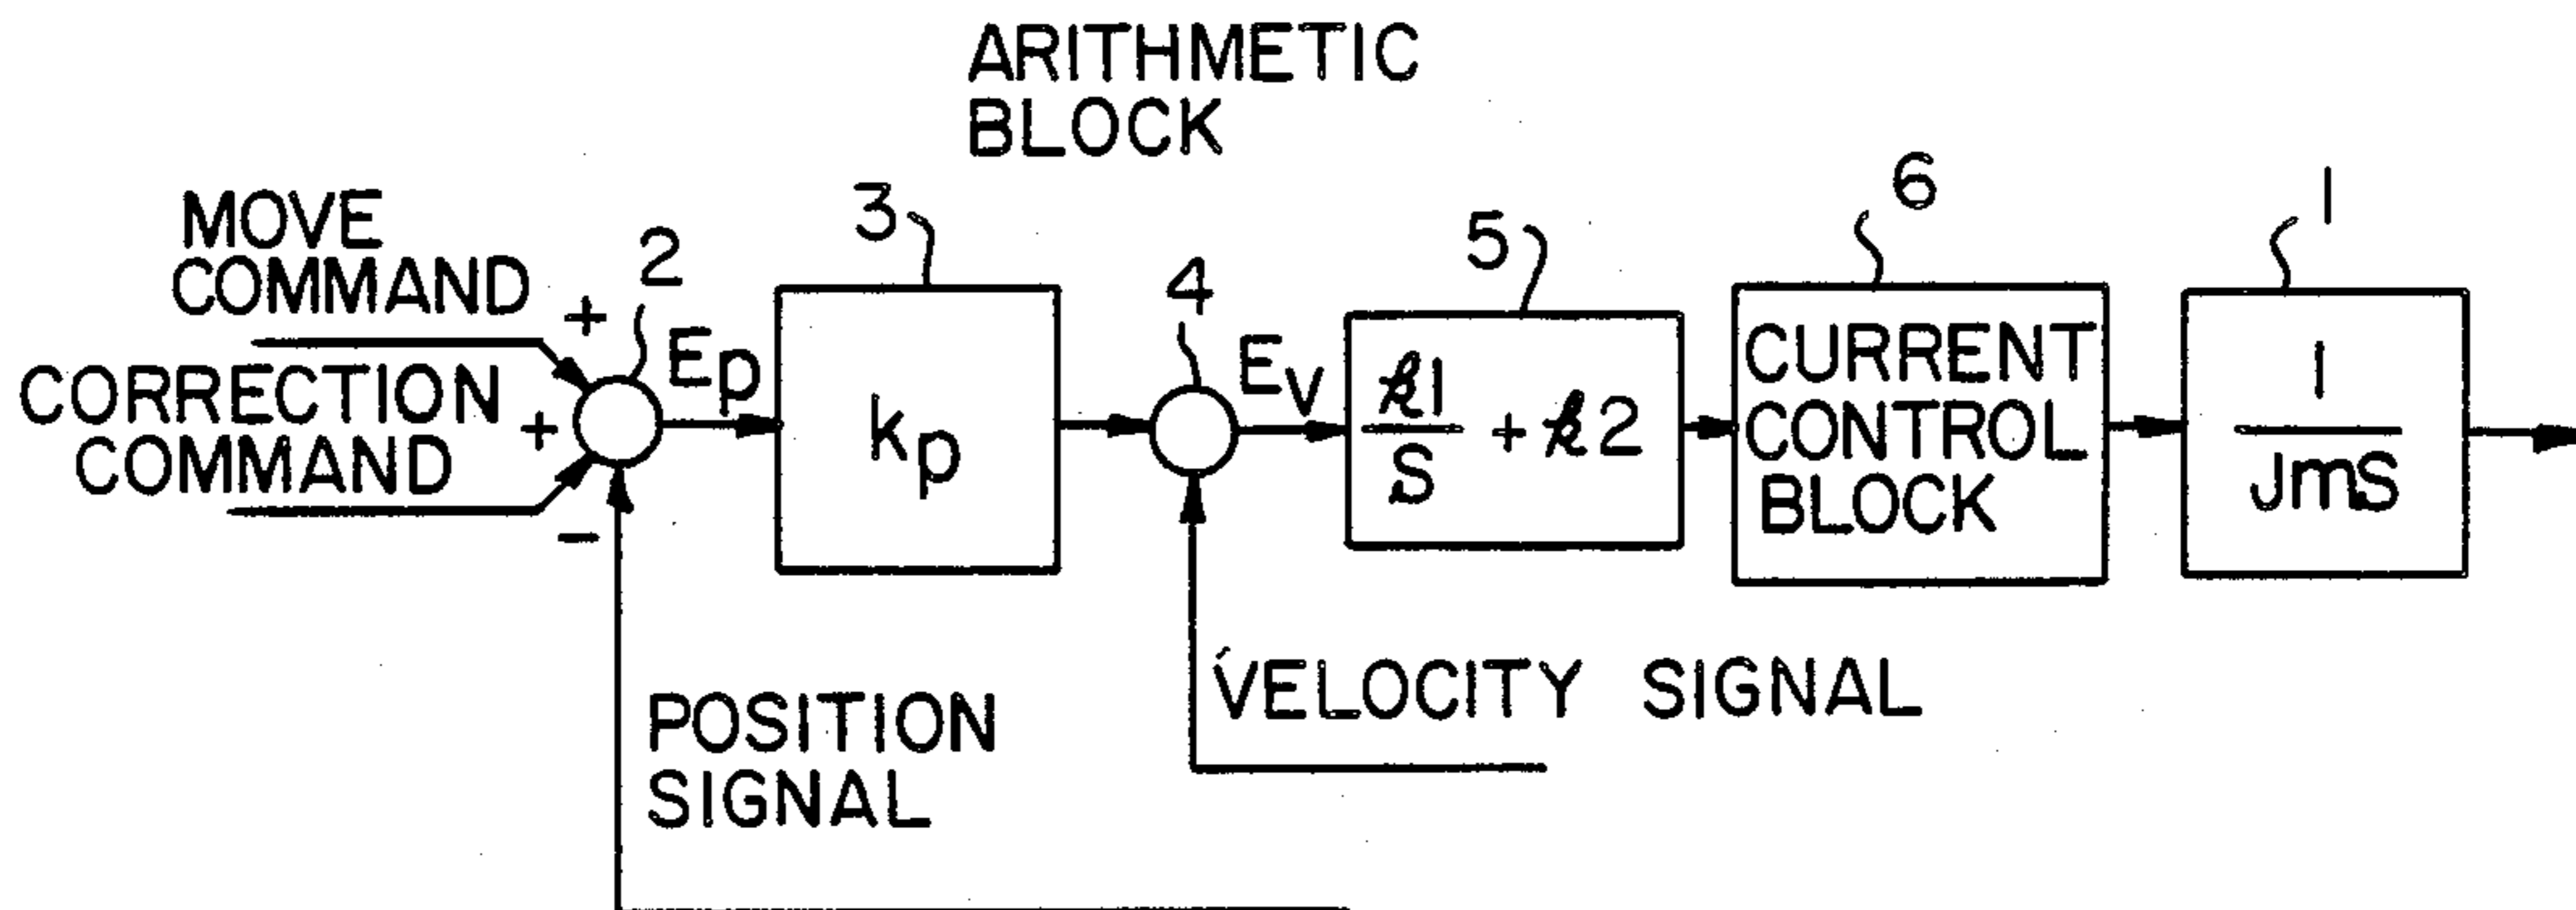 ARITHMETIC
BLOCK
MOVE
COMMAND
CORRECTION
COMMAND
+
+
-
2
Ep
3
kp
4
Ev
5
k1
S
+ k2
6
CURRENT
CONTROL
BLOCK
1
1
JmS
POSITION
SIGNAL
VELOCITY SIGNAL